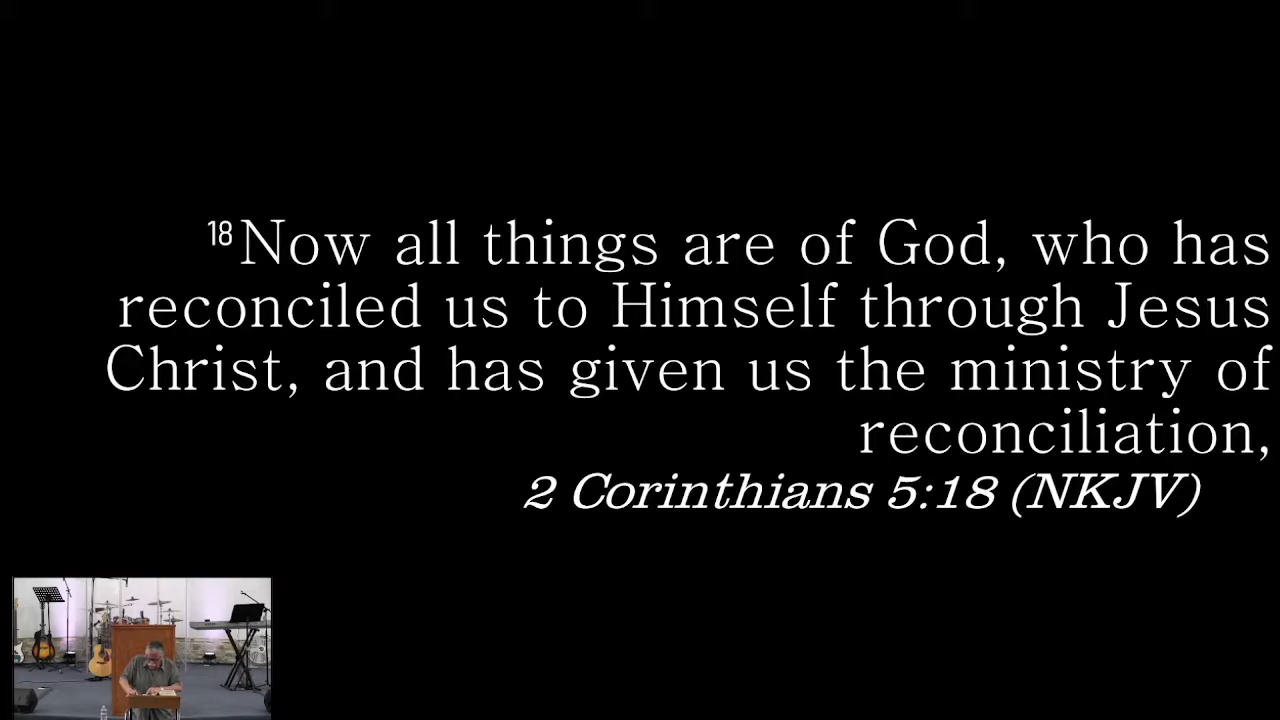 18Now all things are of God, who has
reconciled us to Himself through Jesus
Christ, and has given us the ministry of
reconciliation,
2 Corinthians 5:18 (NKJV)